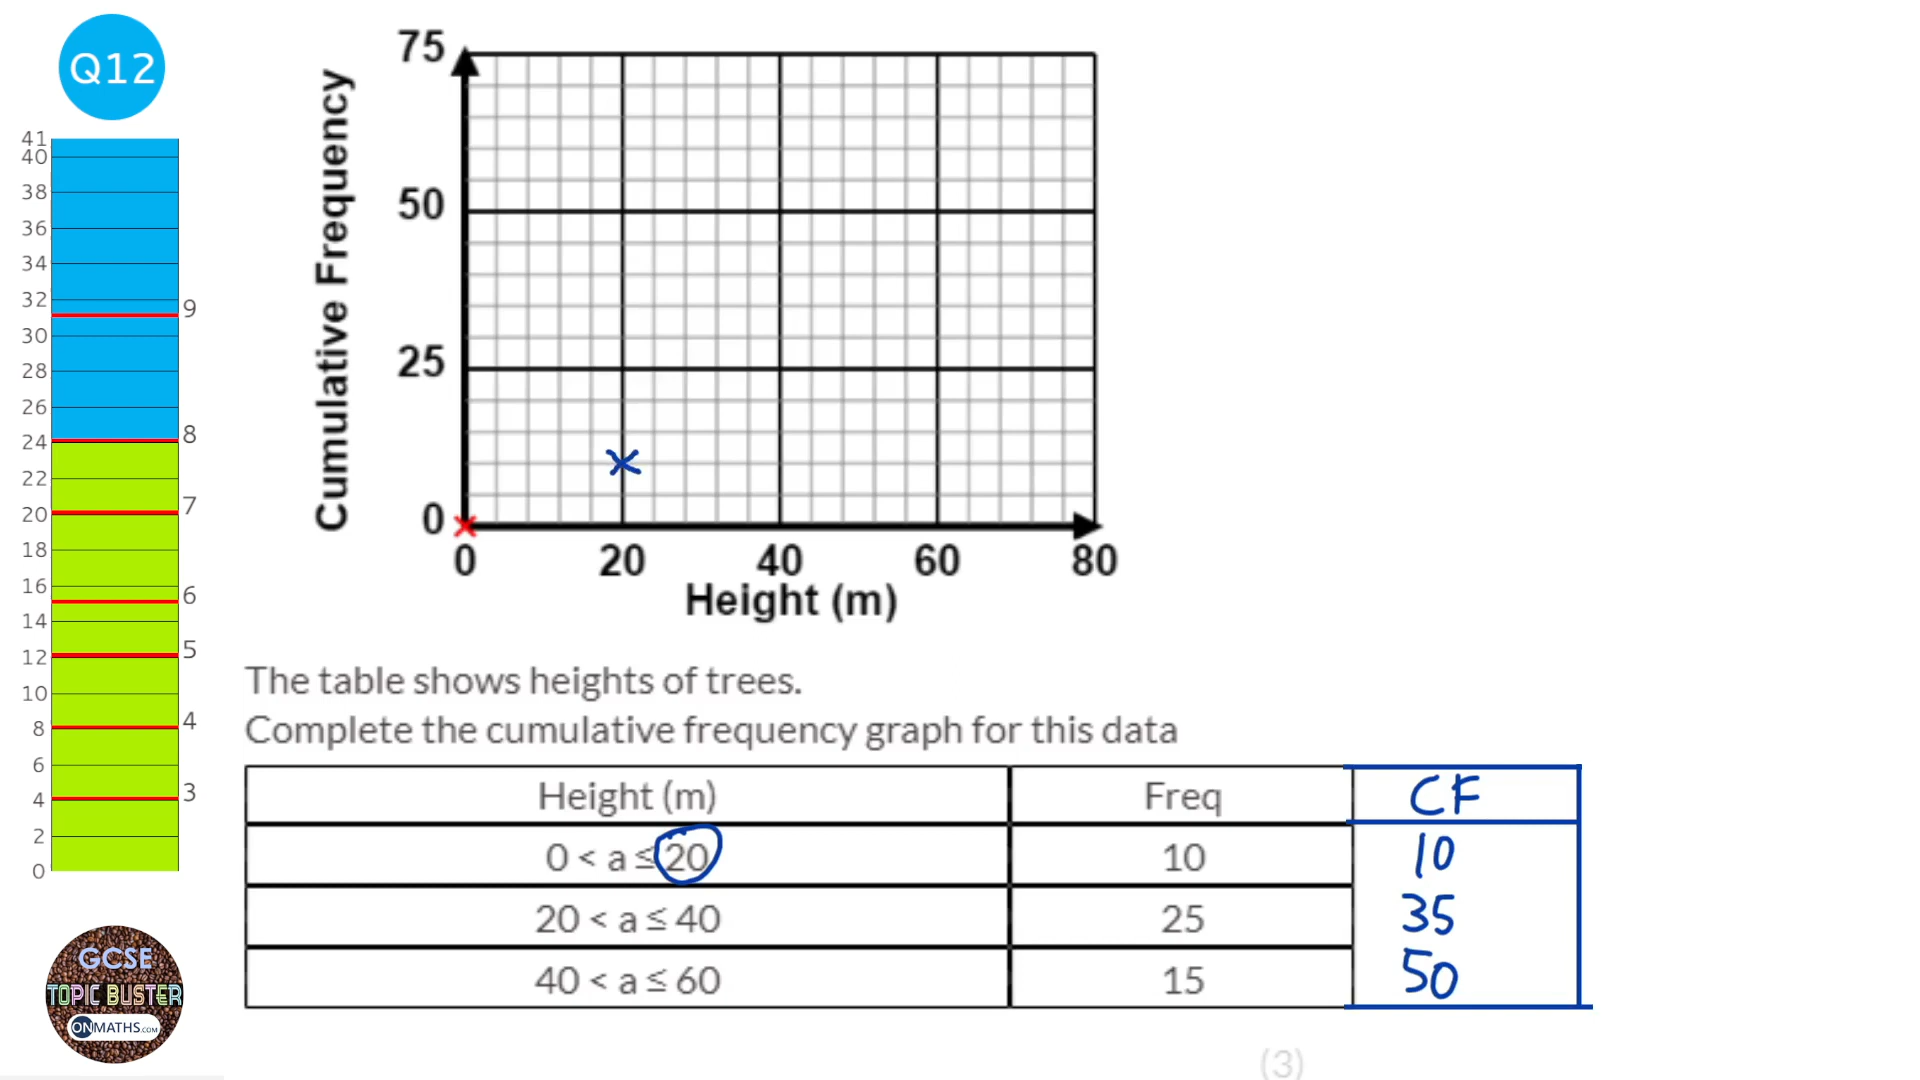 Q12
41
40
38
36
34
32
9
30
28
26
8
24
22
7
20
18
16
6
14
5
12
10
4
8
6
3
4
2
0
75
50
25
0
Cumulative Frequency
0 20 40 60 80
Height (m)
The table shows heights of trees.
Complete the cumulative frequency graph for this data
Height (m) Freq CF
0 < a ≤ 20 10 10
20 < a ≤ 40 25 35
40 < a ≤ 60 15 50
(3)
GCSE
TOPIC BUSTER
ONMATHS.COM